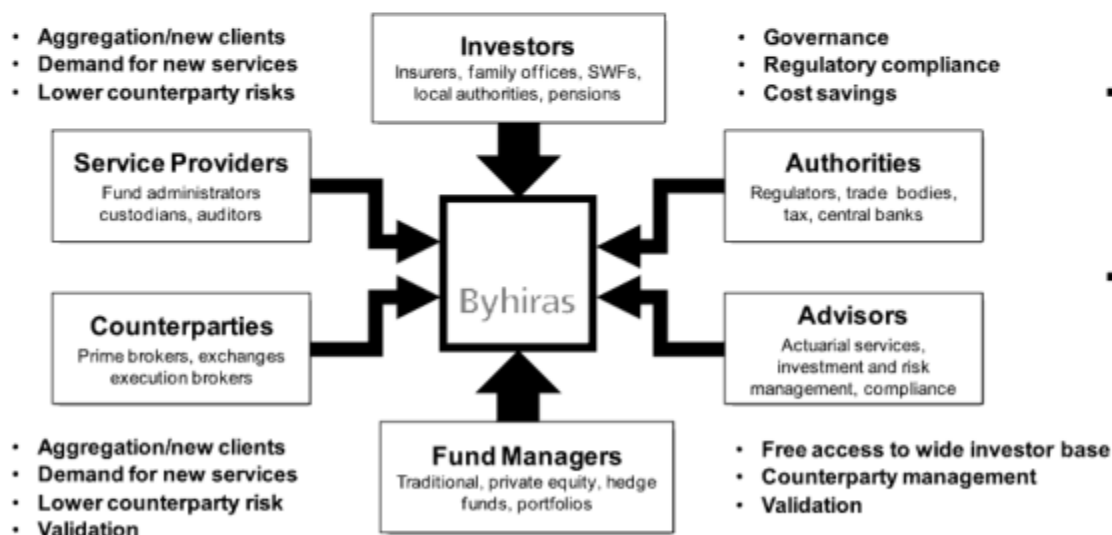 • Aggregation/new clients
• Demand for new services
• Lower counterparty risks
Investors
Insurers, family offices, SWFs,
local authorities, pensions
• Governance
• Regulatory compliance
• Cost savings
Service Providers
Fund administrators
custodians, auditors
Authorities
Regulators, trade bodies,
tax, central banks
Byhiras
Counterparties
Prime brokers, exchanges
execution brokers
Advisors
Actuarial services,
investment and risk
management, compliance
• Aggregation/new clients
• Demand for new services
• Lower counterparty risk
• Validation
Fund Managers
Traditional, private equity, hedge
funds, portfolios
• Free access to wide investor base
• Counterparty management
• Validation